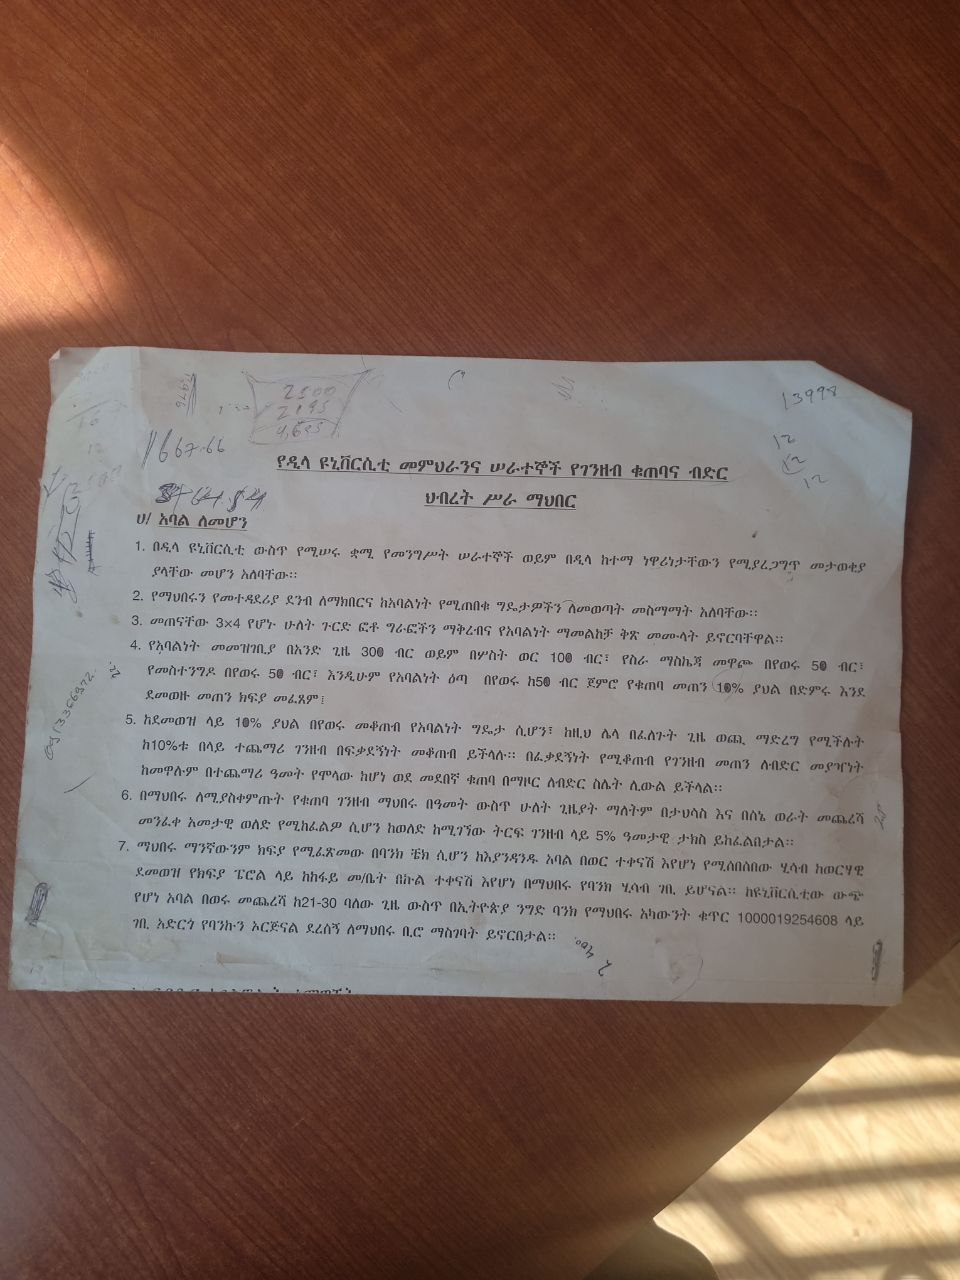 13998
1976
2500
2195
4,695
11667.66
12
12
12
የዲላ ዩኒቨርሲቲ መምህራንና ሠራተኞች የገንዘብ ቁጠባና ብድር
ህብረት ሥራ ማህበር
ሀ/ አባል ለመሆን
1. በዲላ ዩኒቨርሲቲ ውስጥ የሚሠሩ ቋሚ የመንግሥት ሠራተኞች ወይም በዲላ ከተማ ነዋሪነታቸውን የሚያረጋግጥ መታወቂያ
ያላቸው መሆን አለባቸው፡፡
2. የማህበሩን የመተዳደሪያ ደንብ ለማክበርና ከአባልነት የሚጠበቁ ግዴታዎችን ለመወጣት መስማማት አለባቸው፡፡
3. መጠናቸው 3×4 የሆኑ ሁለት ጉርድ ፎቶ ግራፎችን ማቅረብና የአባልነት ማመልከቻ ቅጽ መሙላት ይኖርባቸዋል፡፡
4. የአባልነት መመዝገቢያ በአንድ ጊዜ 300 ብር ወይም በሦስት ወር 100 ብር፣ የስራ ማስኬጃ መዋጮ በየወሩ 50 ብር፣
የመስተንግዶ በየወሩ 50 ብር፣ እንዲሁም የአባልነት ዕጣ በየወሩ ከ50 ብር ጀምሮ የቁጠባ መጠን 10% ያህል በድምሩ እንደ
ደመወዙ መጠን ክፍያ መፈጸም፤
5. ከደመወዝ ላይ 10% ያህል በየወሩ መቆጠብ የአባልነት ግዴታ ሲሆን፣ ከዚህ ሌላ በፈለጉት ጊዜ ወጪ ማድረግ የሚችሉት
ከ10%ቱ በላይ ተጨማሪ ገንዘብ በፍቃደኝነት መቆጠብ ይችላሉ፡፡ በፈቃደኝነት የሚቆጠብ የገንዘብ መጠን ለብድር መያዣነት
ከመዋሉም በተጨማሪ ዓመት የሞላው ከሆነ ወደ መደበኛ ቁጠባ በማዞር ለብድር ስሌት ሊውል ይችላል፡፡
6. በማህበሩ ለሚያስቀምጡት የቁጠባ ገንዘብ ማህበሩ በዓመት ውስጥ ሁለት ጊዜያት ማለትም በታህሳስ እና በሰኔ ወራት መጨረሻ
መንፈቀ አመታዊ ወለድ የሚከፈልዎ ሲሆን ከወለድ ከሚገኘው ትርፍ ገንዘብ ላይ 5% ዓመታዊ ታክስ ይከፈልበታል፡፡
7. ማህበሩ ማንኛውንም ክፍያ የሚፈጽመው በባንክ ቼክ ሲሆን ከእያንዳንዱ አባል በወር ተቀናሽ እየሆነ የሚሰበሰበው ሂሳብ ከወርሃዊ
ደመወዝ የክፍያ ፔሮል ላይ ከከፋይ መ/ቤት በኩል ተቀናሽ እየሆነ በማህበሩ የባንክ ሂሳብ ገቢ ይሆናል፡፡ ከዩኒቨርሲቲው ውጭ
የሆነ አባል በወሩ መጨረሻ ከ21-30 ባለው ጊዜ ውስጥ በኢትዮጵያ ንግድ ባንክ የማህበሩ አካውንት ቁጥር 1000019254608 ላይ
ገቢ አድርጎ የባንኩን ኦርጅናል ደረሰኝ ለማህበሩ ቢሮ ማስገባት ይኖርበታል፡፡